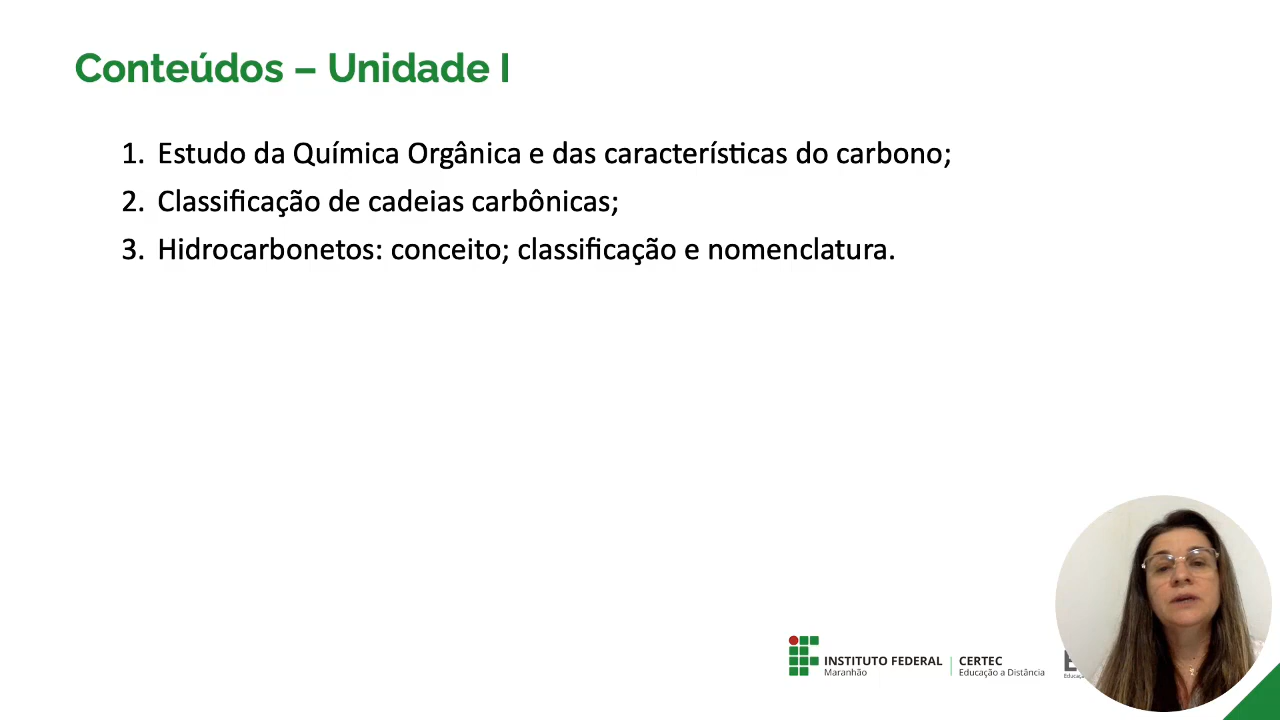 Conteúdos – Unidade I
1. Estudo da Química Orgânica e das características do carbono;
2. Classificação de cadeias carbônicas;
3. Hidrocarbonetos: conceito; classificação e nomenclatura.
INSTITUTO FEDERAL
Maranhão
CERTEC
Educação a Distância